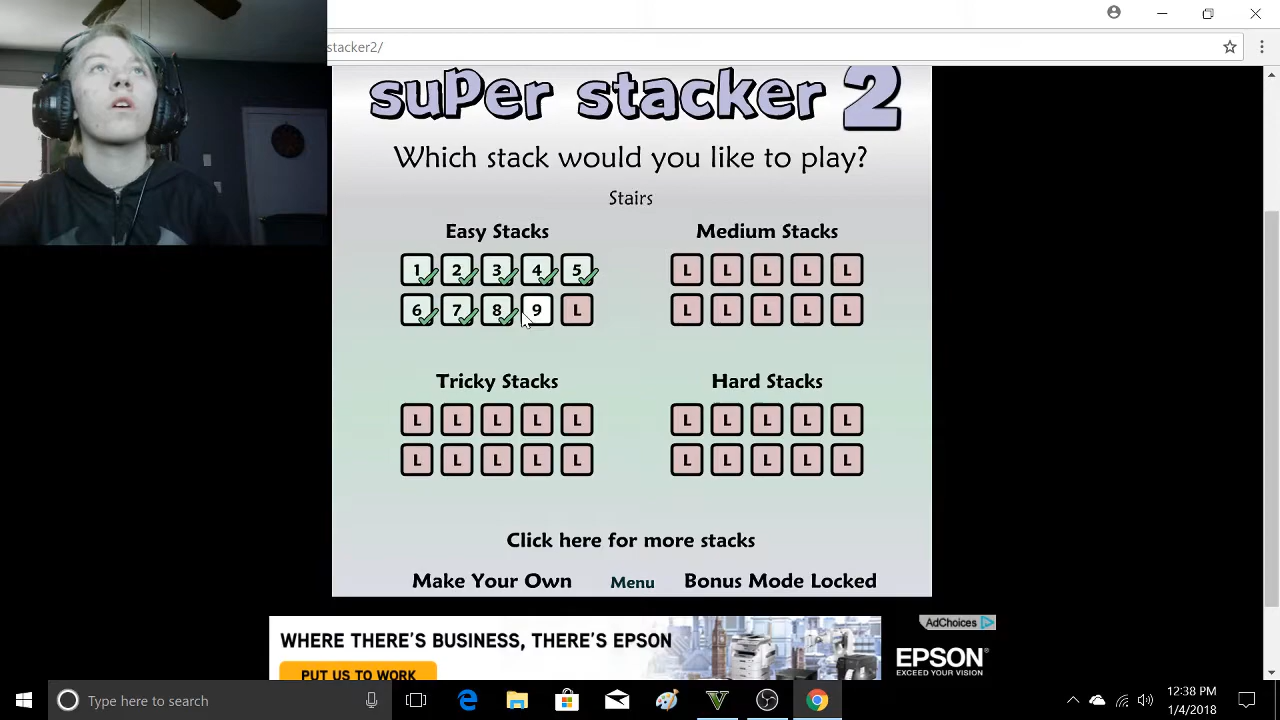 stacker2/
super stacker 2
Which stack would you like to play?
Stairs
Easy Stacks
1 2 3 4 5
6 7 8 9 L
Medium Stacks
L L L L L
L L L L L
Tricky Stacks
L L L L L
L L L L L
Hard Stacks
L L L L L
L L L L L
Click here for more stacks
Make Your Own Menu Bonus Mode Locked
AdChoices
WHERE THERE'S BUSINESS, THERE'S EPSON
PUT US TO WORK
EPSON®
EXCEED YOUR VISION
Type here to search
12:38 PM
1/4/2018